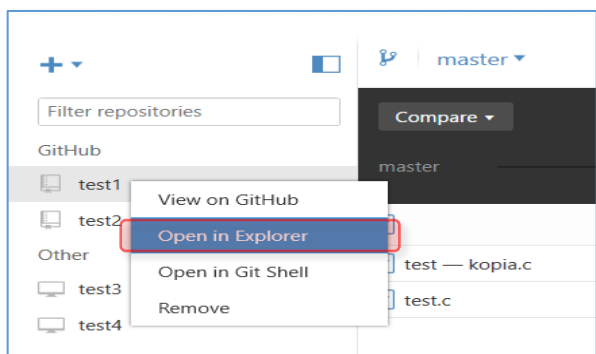 master
Filter repositories
Compare
GitHub
master
test1
View on GitHub
test2
Open in Explorer
Other
Open in Git Shell
test — kopia.c
test3
Remove
test.c
test4